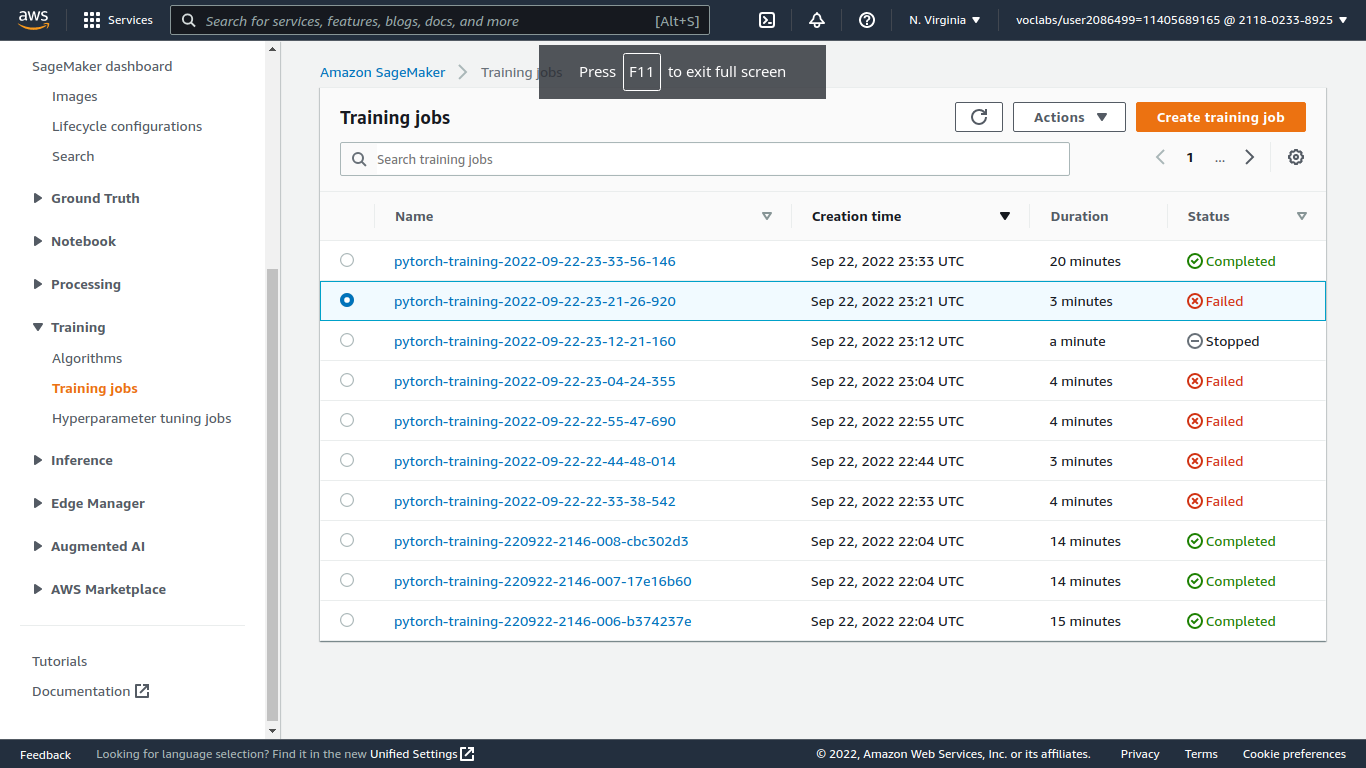 aws Services Search for services, features, blogs, docs, and more [Alt+S] N. Virginia ▼ voclabs/user2086499=11405689165 @ 2118-0233-8925 ▼
SageMaker dashboard
Images
Lifecycle configurations
Search
Ground Truth
Notebook
Processing
Training
Algorithms
Training jobs
Hyperparameter tuning jobs
Inference
Edge Manager
Augmented AI
AWS Marketplace
Tutorials
Documentation
Amazon SageMaker > Training jobs
Press F11 to exit full screen
Training jobs
Actions ▼
Create training job
Search training jobs
1 ...
Name Creation time Duration Status
pytorch-training-2022-09-22-23-33-56-146 Sep 22, 2022 23:33 UTC 20 minutes Completed
pytorch-training-2022-09-22-23-21-26-920 Sep 22, 2022 23:21 UTC 3 minutes Failed
pytorch-training-2022-09-22-23-12-21-160 Sep 22, 2022 23:12 UTC a minute Stopped
pytorch-training-2022-09-22-23-04-24-355 Sep 22, 2022 23:04 UTC 4 minutes Failed
pytorch-training-2022-09-22-22-55-47-690 Sep 22, 2022 22:55 UTC 4 minutes Failed
pytorch-training-2022-09-22-22-44-48-014 Sep 22, 2022 22:44 UTC 3 minutes Failed
pytorch-training-2022-09-22-22-33-38-542 Sep 22, 2022 22:33 UTC 4 minutes Failed
pytorch-training-220922-2146-008-cbc302d3 Sep 22, 2022 22:04 UTC 14 minutes Completed
pytorch-training-220922-2146-007-17e16b60 Sep 22, 2022 22:04 UTC 14 minutes Completed
pytorch-training-220922-2146-006-b374237e Sep 22, 2022 22:04 UTC 15 minutes Completed
Feedback Looking for language selection? Find it in the new Unified Settings © 2022, Amazon Web Services, Inc. or its affiliates. Privacy Terms Cookie preferences